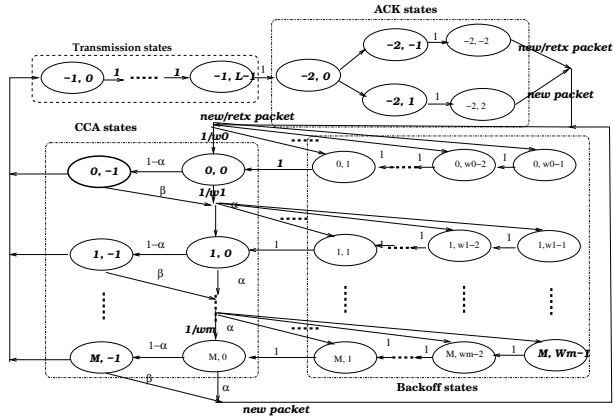 ACK states
Transmission states
−1, 0
1
1
−1, L−1
1
−2, 0
−2, −1
1
−2, −2
−2, 1
1
−2, 2
new/retx packet
new packet
new/retx packet
CCA states
1/w0
0, −1
1−α
0, 0
1
0, 1
1
1
0, w0−2
1
0, w0−1
β
1/w1
α
1, −1
1−α
1, 0
1
1, 1
1
1
1, w1−2
1
1,w1−1
β
α
1/wm
α
M, −1
1−α
M, 0
1
M, 1
1
1
M, wm−2
1
M, Wm−1
β
α
Backoff states
new packet